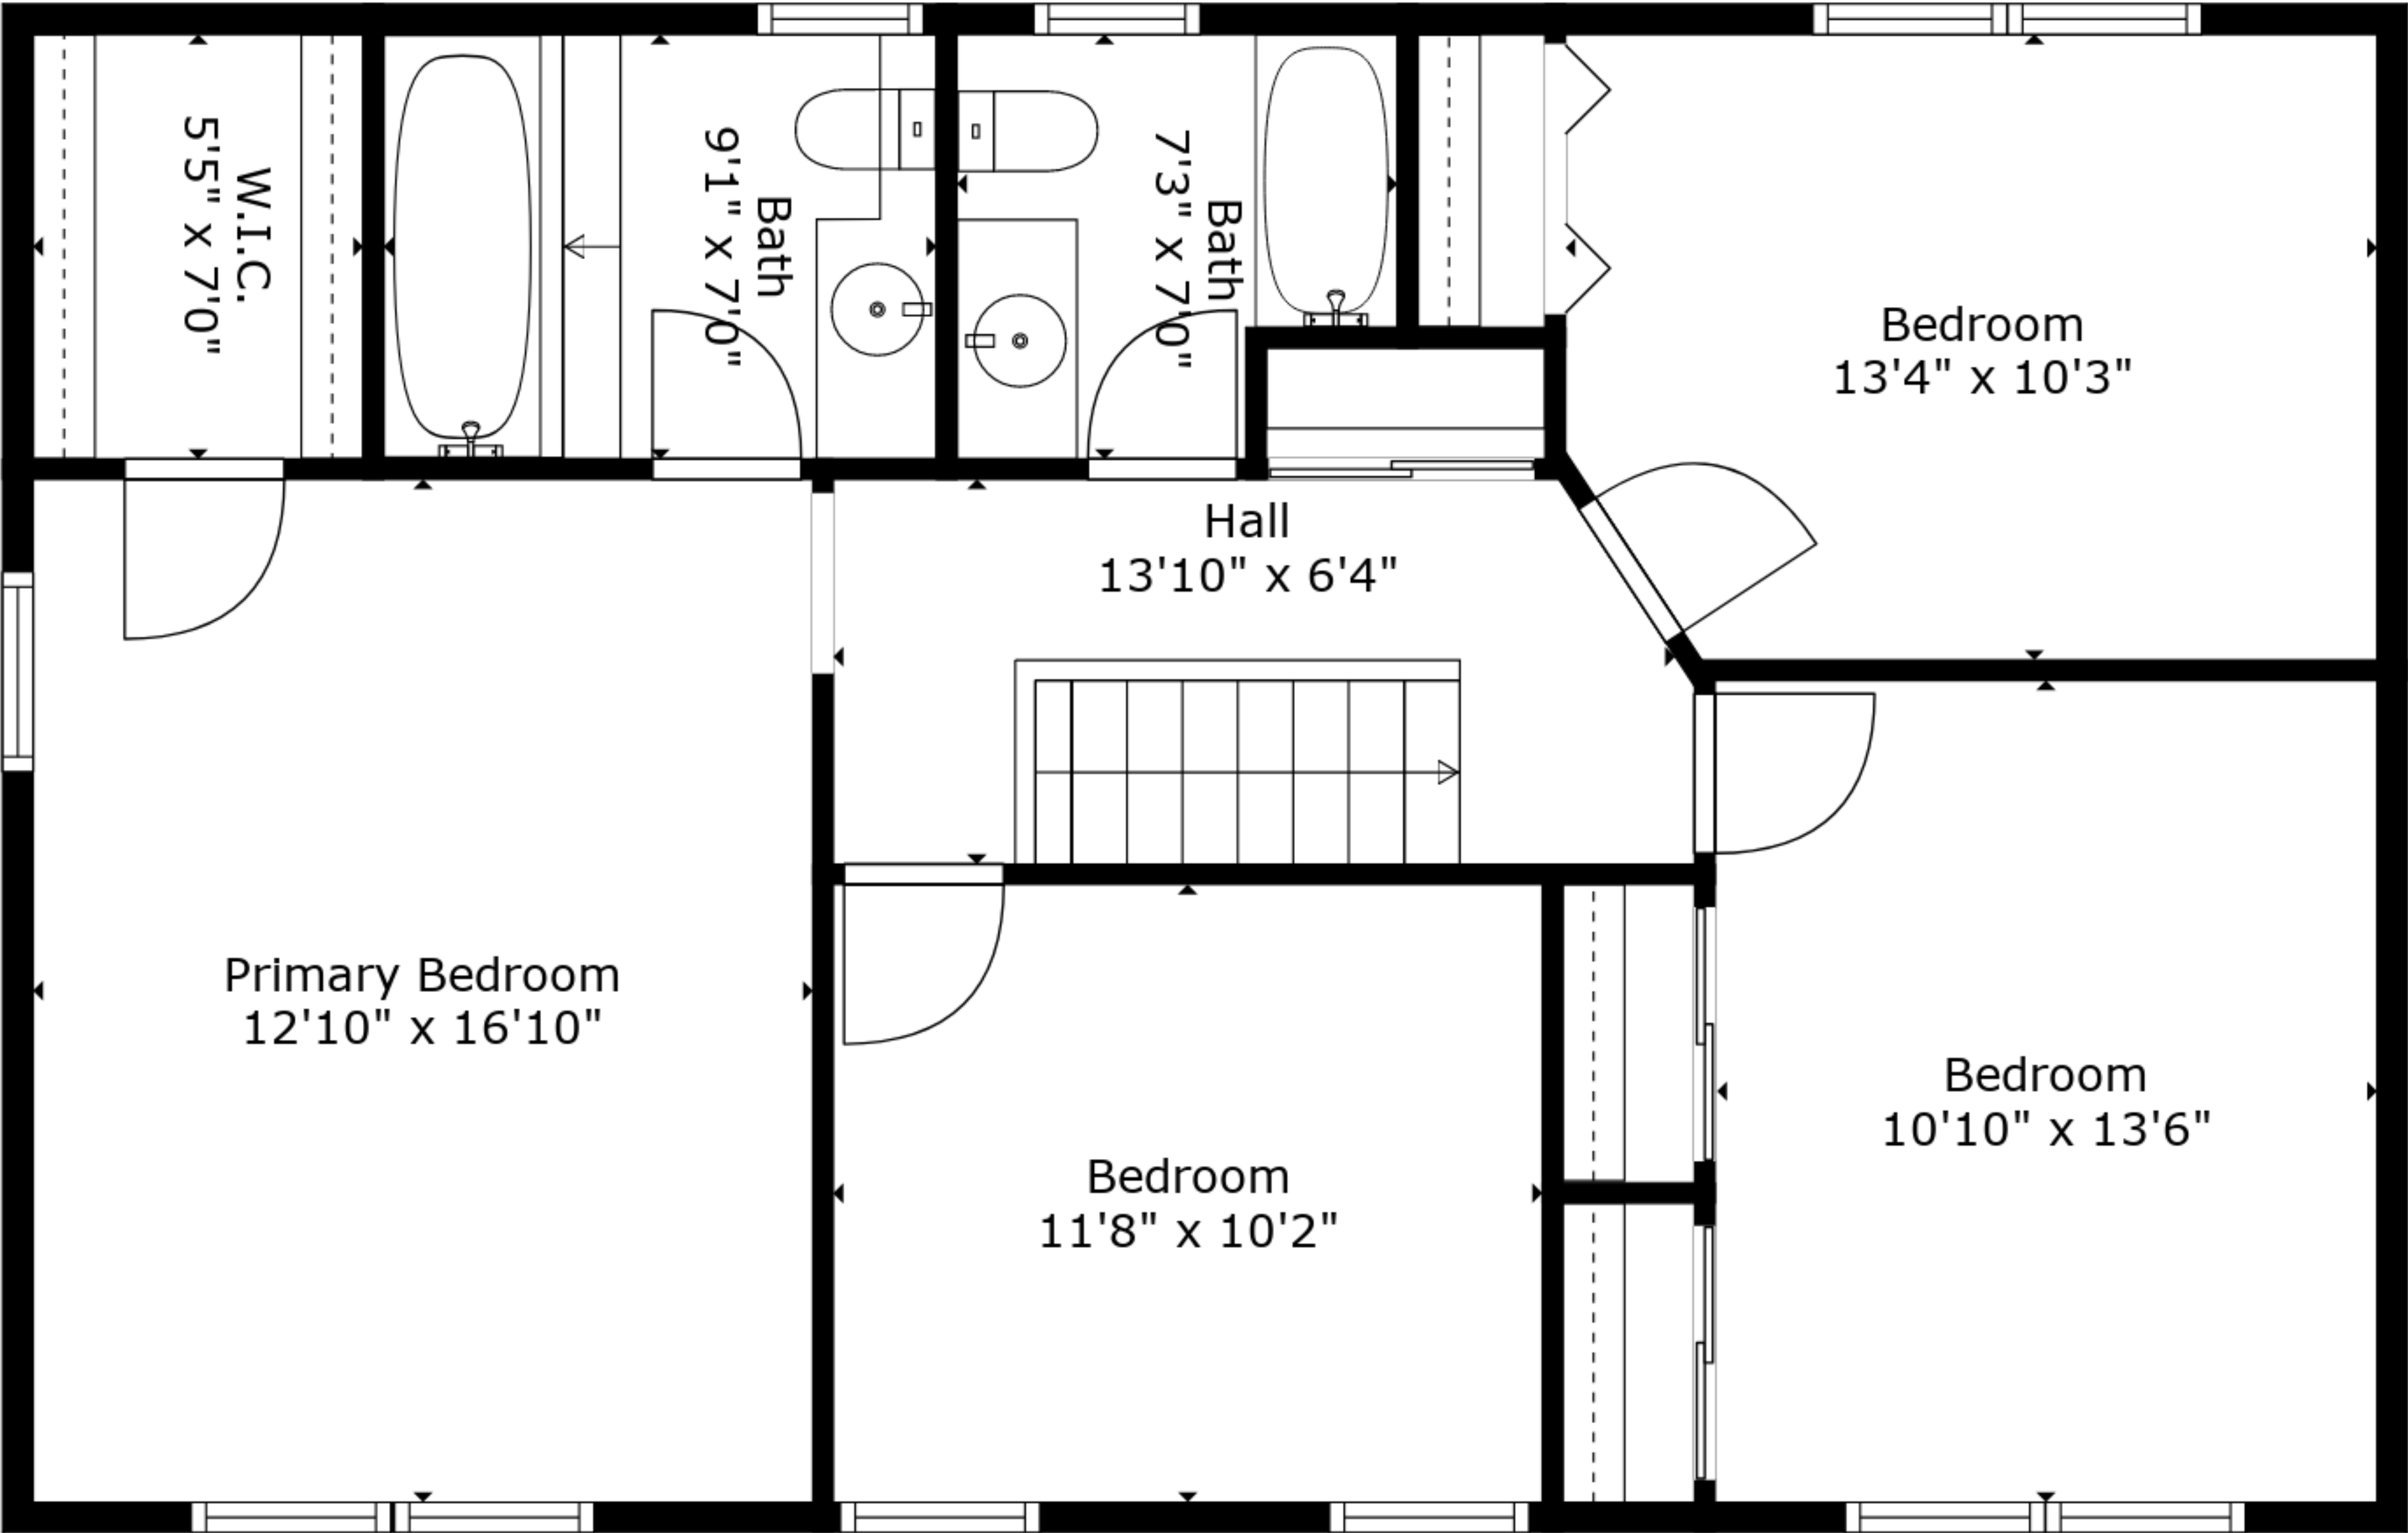 W.I.C.
5'5" x 7'0"
Bath
9'1" x 7'0"
Bath
7'3" x 7'0"
Bedroom
13'4" x 10'3"
Hall
13'10" x 6'4"
Primary Bedroom
12'10" x 16'10"
Bedroom
11'8" x 10'2"
Bedroom
10'10" x 13'6"